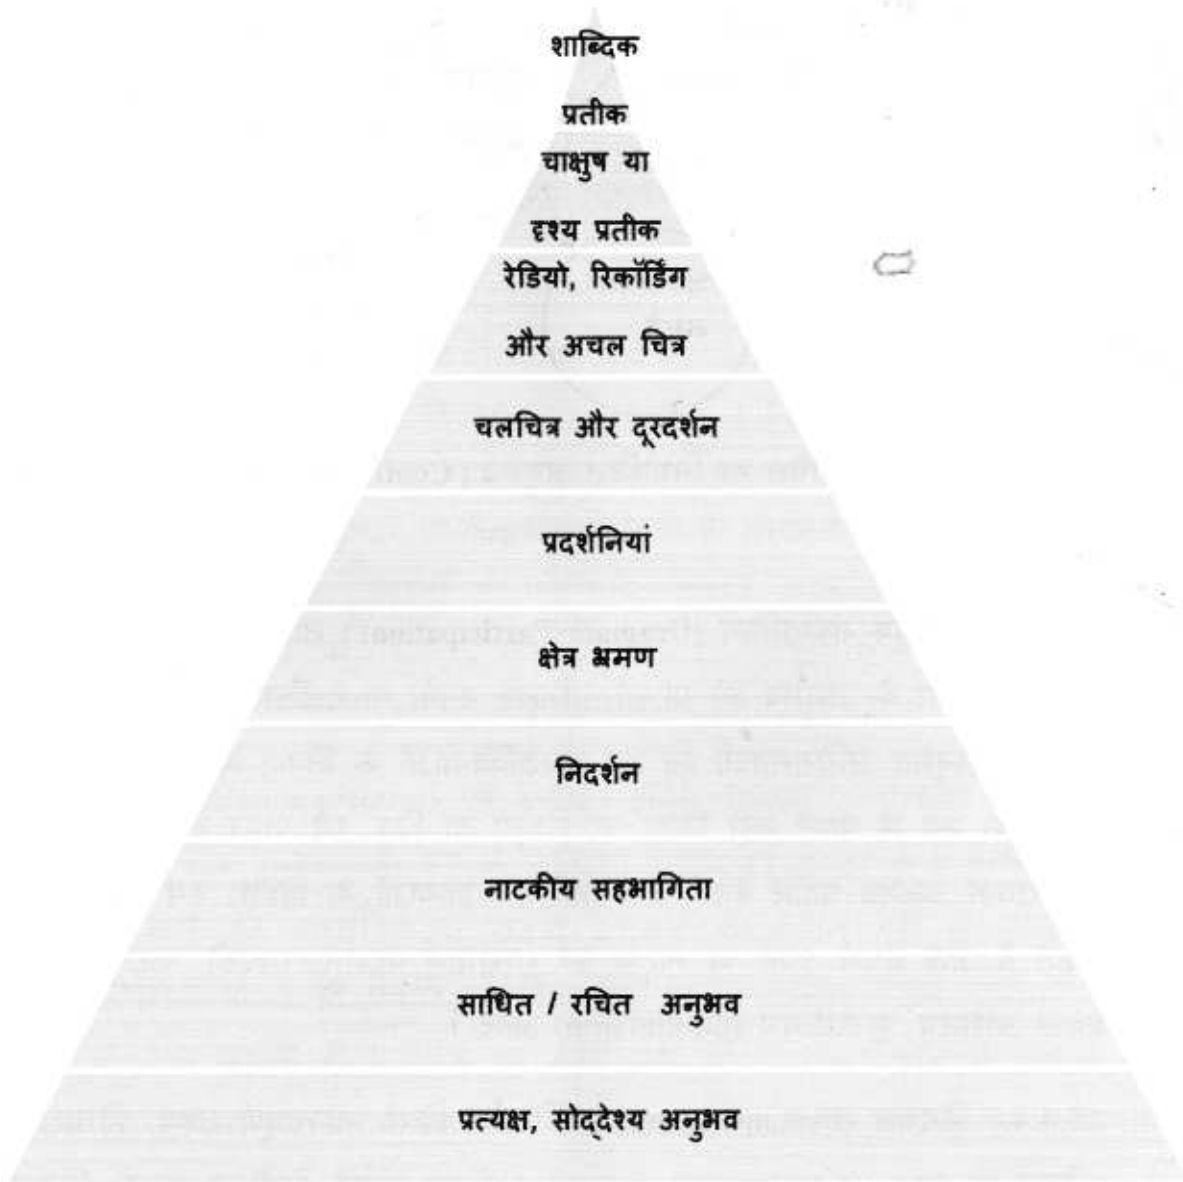 शाब्दिक
प्रतीक
चाक्षुष या
दृश्य प्रतीक
रेडियो, रिकॉर्डिंग
और अचल चित्र
चलचित्र और दूरदर्शन
प्रदर्शनियां
क्षेत्र भ्रमण
निदर्शन
नाटकीय सहभागिता
साधित / रचित अनुभव
प्रत्यक्ष, सोद्देश्य अनुभव